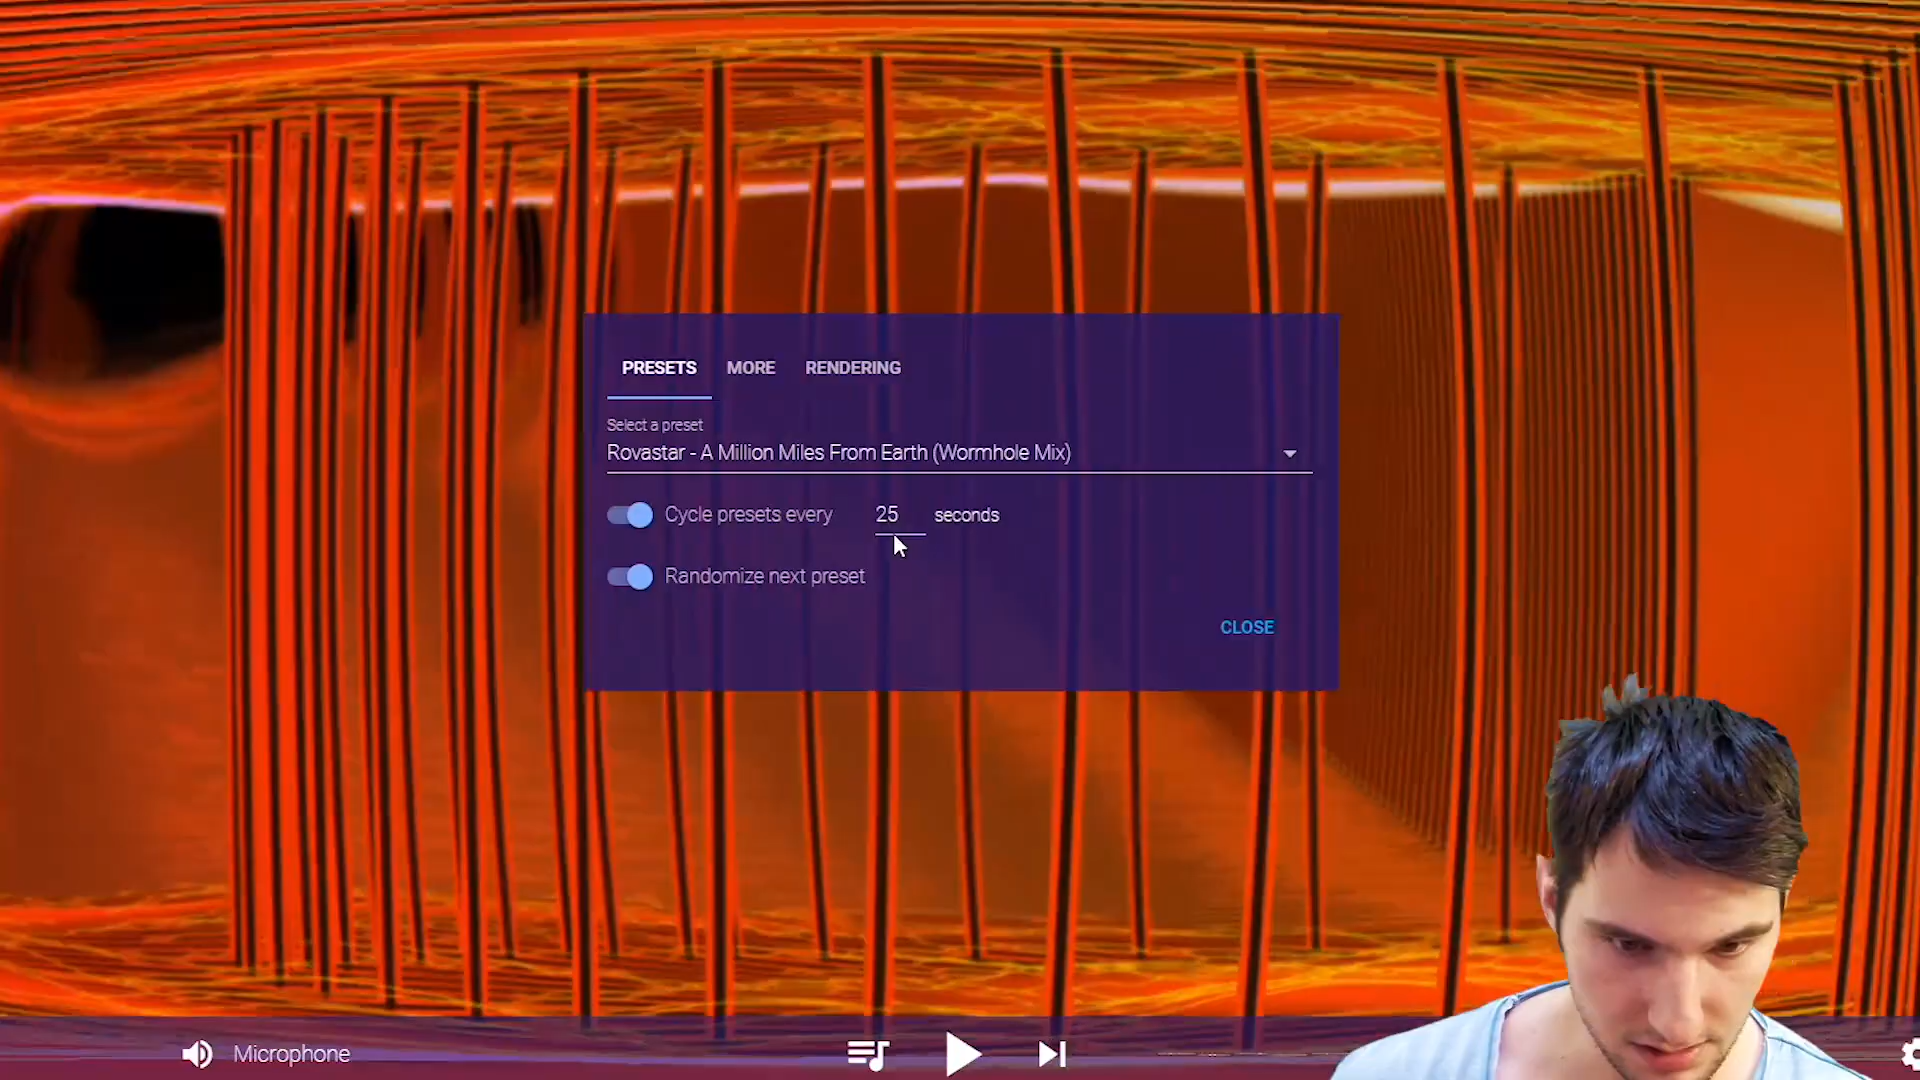 PRESETS MORE RENDERING
Select a preset
Rovastar - A Million Miles From Earth (Wormhole Mix)
Cycle presets every 25 seconds
Randomize next preset
CLOSE
Microphone